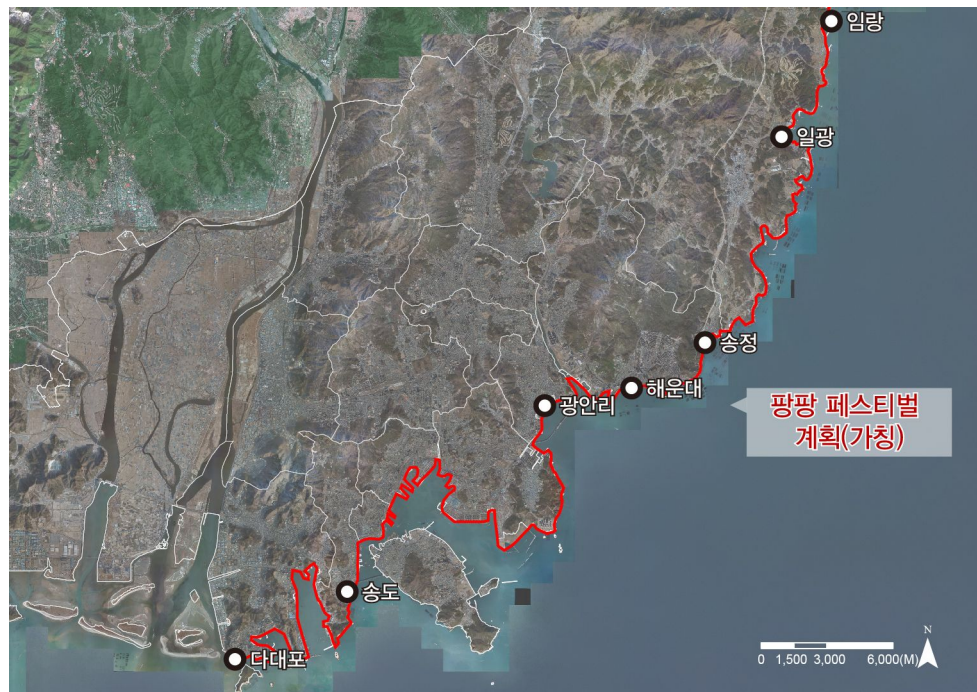 임랑
일광
송정
해운대
광안리
팡팡 페스티벌
계획(가칭)
송도
다대포
N
0 1,500 3,000 6,000(M)